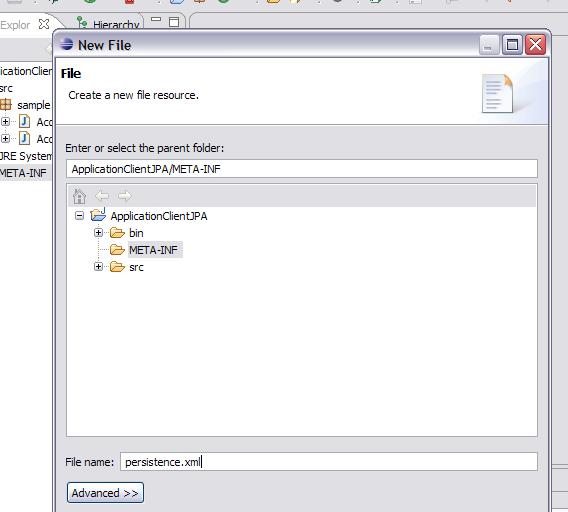 Explor
Hierarchy
icationClient
src
sample
Acc
Acc
JRE System
META-INF
New File
File
Create a new file resource.
Enter or select the parent folder:
ApplicationClientJPA/META-INF
ApplicationClientJPA
bin
META-INF
src
File name: persistence.xml
Advanced >>